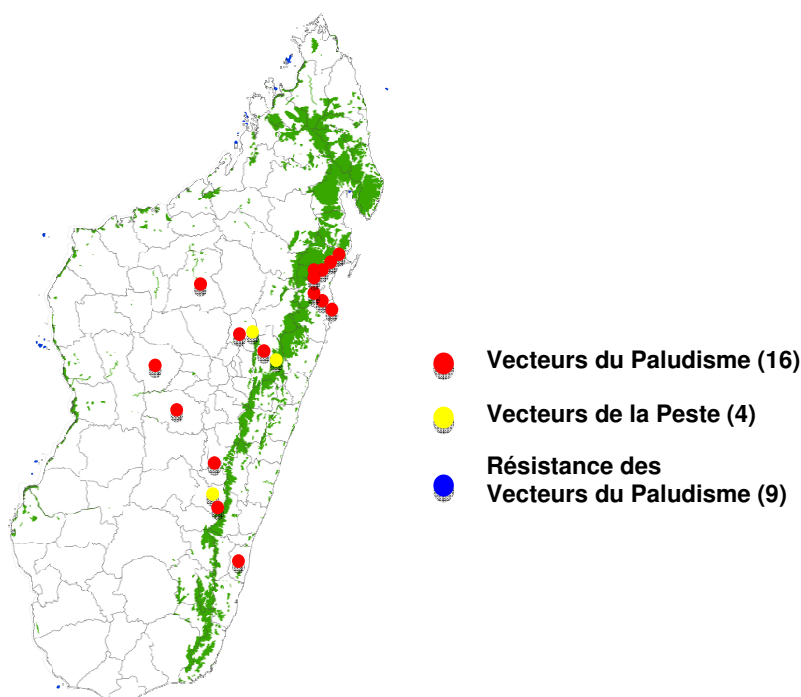 Vecteurs du Paludisme (16)
Vecteurs de la Peste (4)
Résistance des
Vecteurs du Paludisme (9)